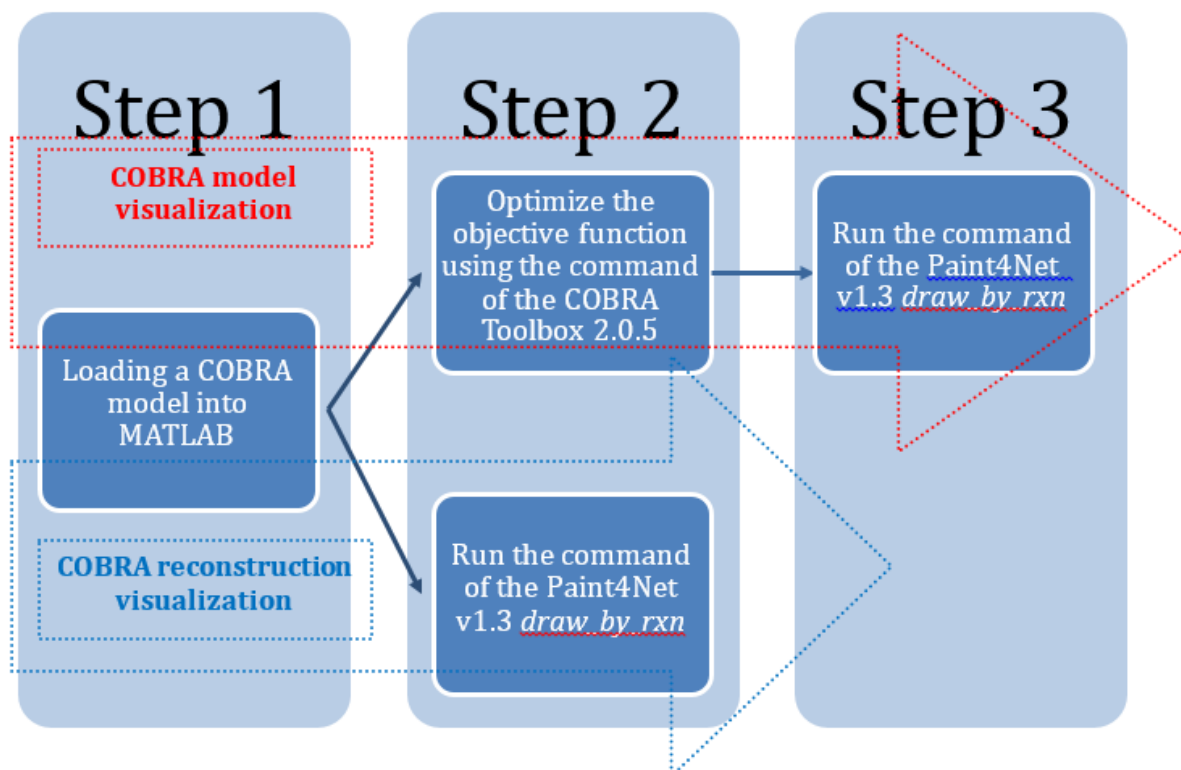 Step 1
COBRA model
visualization
Loading a COBRA
model into
MATLAB
COBRA reconstruction
visualization
Step 2
Optimize the
objective function
using the command
of the COBRA
Toolbox 2.0.5
Run the command
of the Paint4Net
v1.3 draw_by_rxn
Step 3
Run the command
of the Paint4Net
v1.3 draw_by_rxn